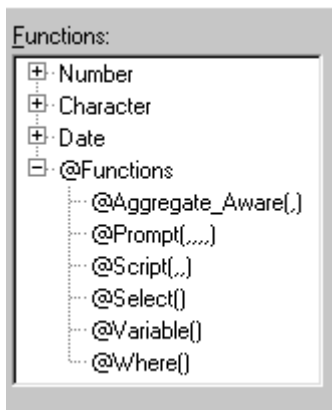 Functions:
Number
Character
Date
@Functions
@Aggregate_Aware(,)
@Prompt(,,,,)
@Script(,,)
@Select()
@Variable()
@Where()